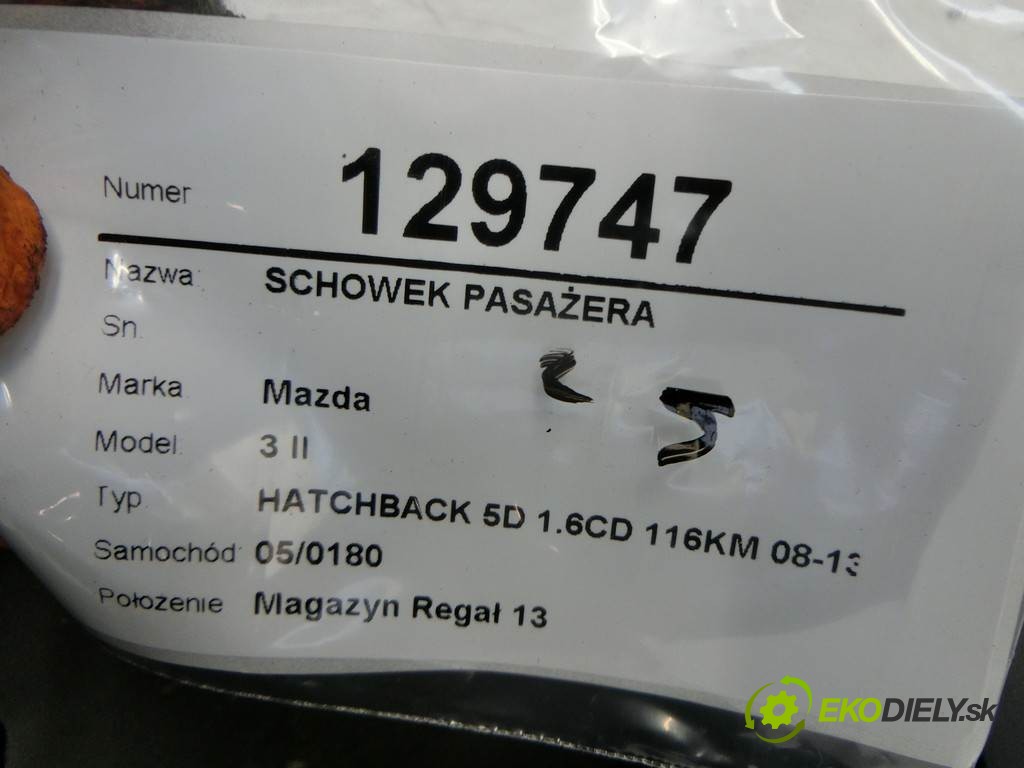 Numer 129747
Nazwa: SCHOWEK PASAŻERA
Sn.
Marka Mazda
Model: 3 II
Typ HATCHBACK 5D 1.6CD 116KM 08-13
Samochód: 05/0180
Położenie Magazyn Regał 13
EKODIELY.sk